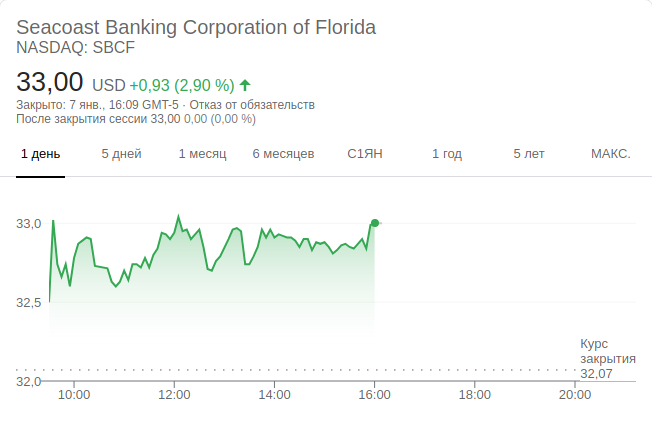 Seacoast Banking Corporation of Florida
NASDAQ: SBCF
33,00 USD +0,93 (2,90 %)
Закрыто: 7 янв., 16:09 GMT-5 · Отказ от обязательств
После закрытия сессии 33,00 0,00 (0,00 %)
1 день 5 дней 1 месяц 6 месяцев С1ЯН 1 год 5 лет МАКС.
33,0
32,5
Курс
закрытия
32,07
32,0
10:00 12:00 14:00 16:00 18:00 20:00